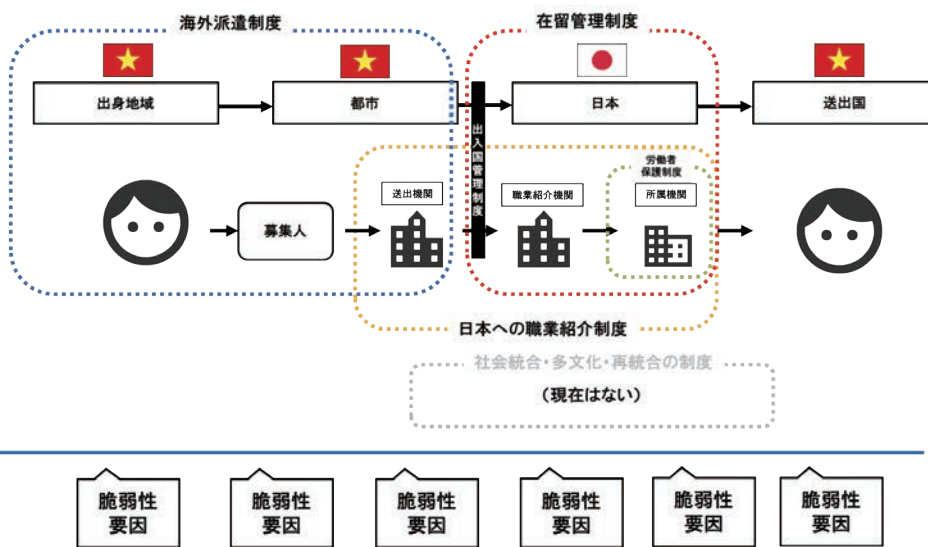 海外派遣制度
在留管理制度
出身地域
都市
日本
送出国
出入国管理制度
労働者
保護制度
送出機関
職業紹介機関
所属機関
募集人
日本への職業紹介制度
社会統合・多文化・再統合の制度
（現在はない）
脆弱性
要因
脆弱性
要因
脆弱性
要因
脆弱性
要因
脆弱性
要因
脆弱性
要因